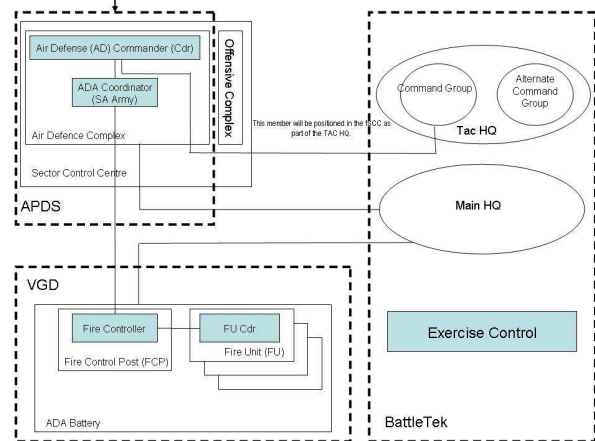 Air Defense (AD) Commander (Cdr)
ADA Coordinator
(SA Army)
Air Defence Complex
Sector Control Centre
APDS
Offensive Complex
This member will be positioned in the fSCC as
part of the TAC HQ.
Command Group
Alternate
Command
Group
Tac HQ
Main HQ
VGD
Fire Controller
Fire Control Post (FCP)
FU Cdr
Fire Unit (FU)
ADA Battery
Exercise Control
BattleTek